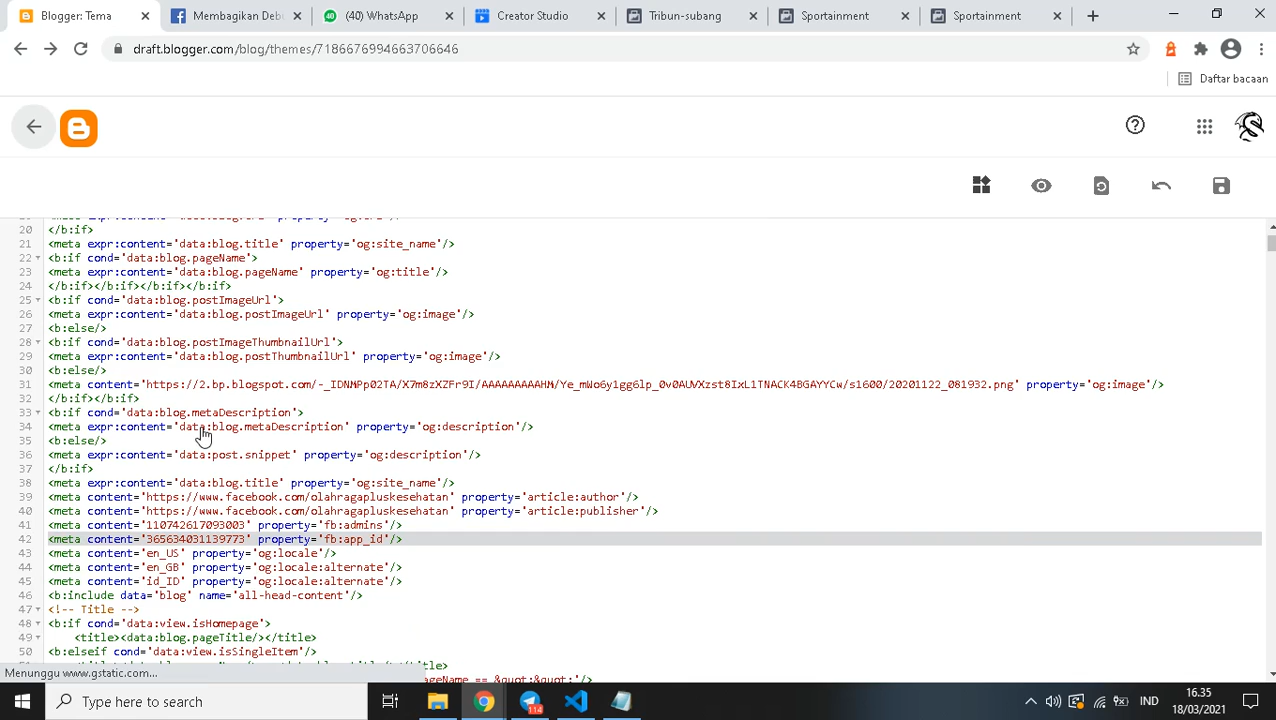 Blogger: Tema
Membagikan Deb
(40) WhatsApp
Creator Studio
Tribun-subang
Sportainment
Sportainment
draft.blogger.com/blog/themes/7186676994663706646
Daftar bacaan
20 </b:if>
21 <meta expr:content='data:blog.title' property='og:site_name'/>
22 <b:if cond='data:blog.pageName'>
23 <meta expr:content='data:blog.pageName' property='og:title'/>
24 </b:if></b:if></b:if></b:if>
25 <b:if cond='data:blog.postImageUrl'>
26 <meta expr:content='data:blog.postImageUrl' property='og:image'/>
27 <b:else/>
28 <b:if cond='data:blog.postImageThumbnailUrl'>
29 <meta expr:content='data:blog.postThumbnailUrl' property='og:image'/>
30 <b:else/>
31 <meta property='og:image'/>
32 </b:if></b:if>
33 <b:if cond='data:blog.metaDescription'>
34 <meta expr:content='data:blog.metaDescription' property='og:description'/>
35 <b:else/>
36 <meta expr:content='data:post.snippet' property='og:description'/>
37 </b:if>
38 <meta expr:content='data:blog.title' property='og:site_name'/>
39 <meta content='https://www.facebook.com/olahragapluskesehatan' property='article:author'/>
40 <meta content='https://www.facebook.com/olahragapluskesehatan' property='article:publisher'/>
41 <meta content='110742617093003' property='fb:admins'/>
42 <meta content='365634031139773' property='fb:app_id'/>
43 <meta content='en_US' property='og:locale'/>
44 <meta content='en_GB' property='og:locale:alternate'/>
45 <meta content='id_ID' property='og:locale:alternate'/>
46 <b:include data='blog' name='all-head-content'/>
47 <!-- Title -->
48 <b:if cond='data:view.isHomepage'>
49 <title><data:blog.pageTitle/></title>
50 <b:elseif cond='data:view.isSingleItem'/>
Menunggu www.gstatic.com...
Type here to search
114
IND
16.35
18/03/2021